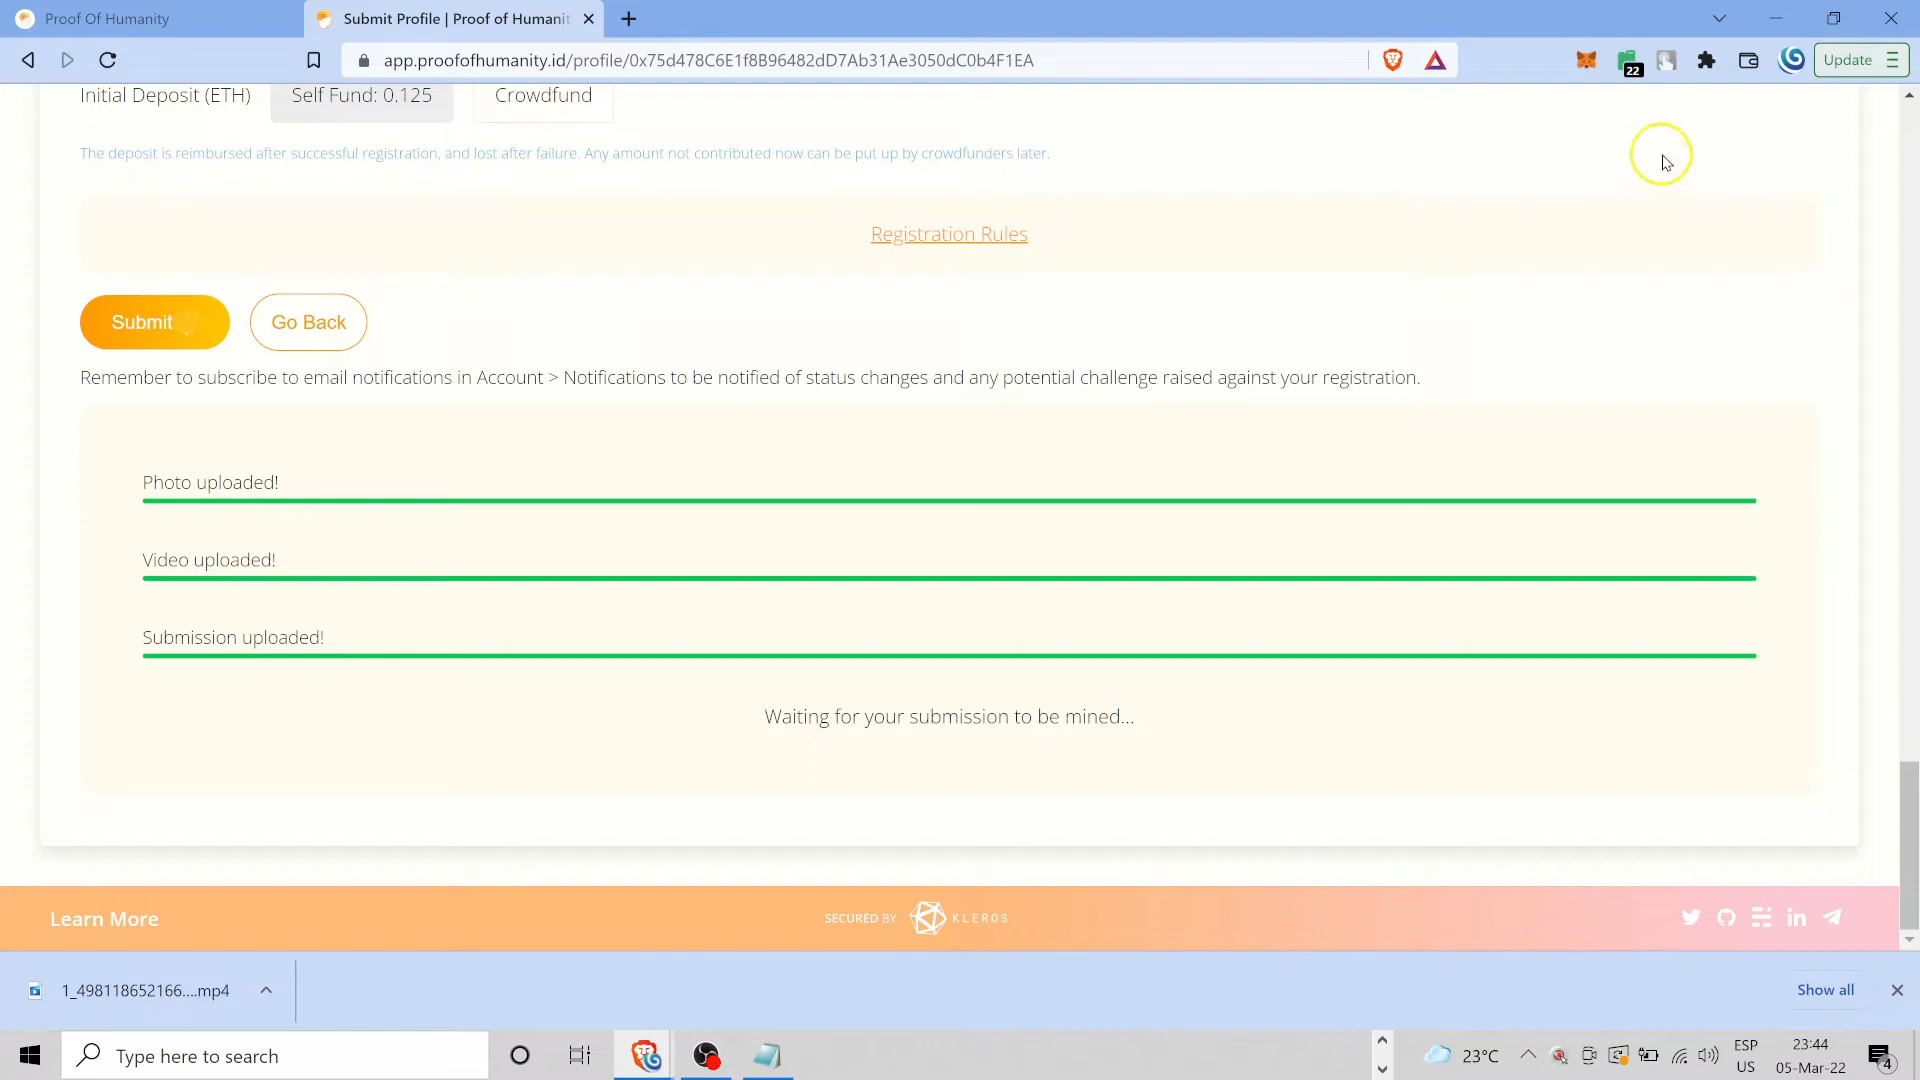 Proof Of Humanity
Submit Profile | Proof of Humanit
app.proofofhumanity.id/profile/0x75d478C6E1f8B96482dD7Ab31Ae3050dC0b4F1EA
22
Update
Initial Deposit (ETH)
Self Fund: 0.125
Crowdfund
The deposit is reimbursed after successful registration, and lost after failure. Any amount not contributed now can be put up by crowdfunders later.
Registration Rules
Submit
Go Back
Remember to subscribe to email notifications in Account > Notifications to be notified of status changes and any potential challenge raised against your registration.
Photo uploaded!
Video uploaded!
Submission uploaded!
Waiting for your submission to be mined...
Learn More
SECURED BY
KLEROS
1_498118652166....mp4
Show all
Type here to search
23°C
ESP
US
23:44
05-Mar-22
4